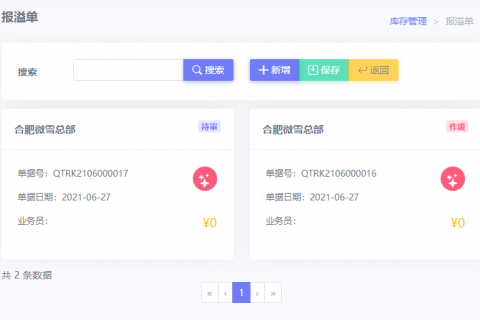 报溢单
库存管理 > 报溢单
搜索 搜索 新增 保存 返回
合肥微雪总部 待审
单据号：QTRK2106000017
单据日期：2021-06-27
业务员： ¥0
合肥微雪总部 作废
单据号：QTRK2106000016
单据日期：2021-06-27
业务员： ¥0
共 2 条数据
« ‹ 1 › »